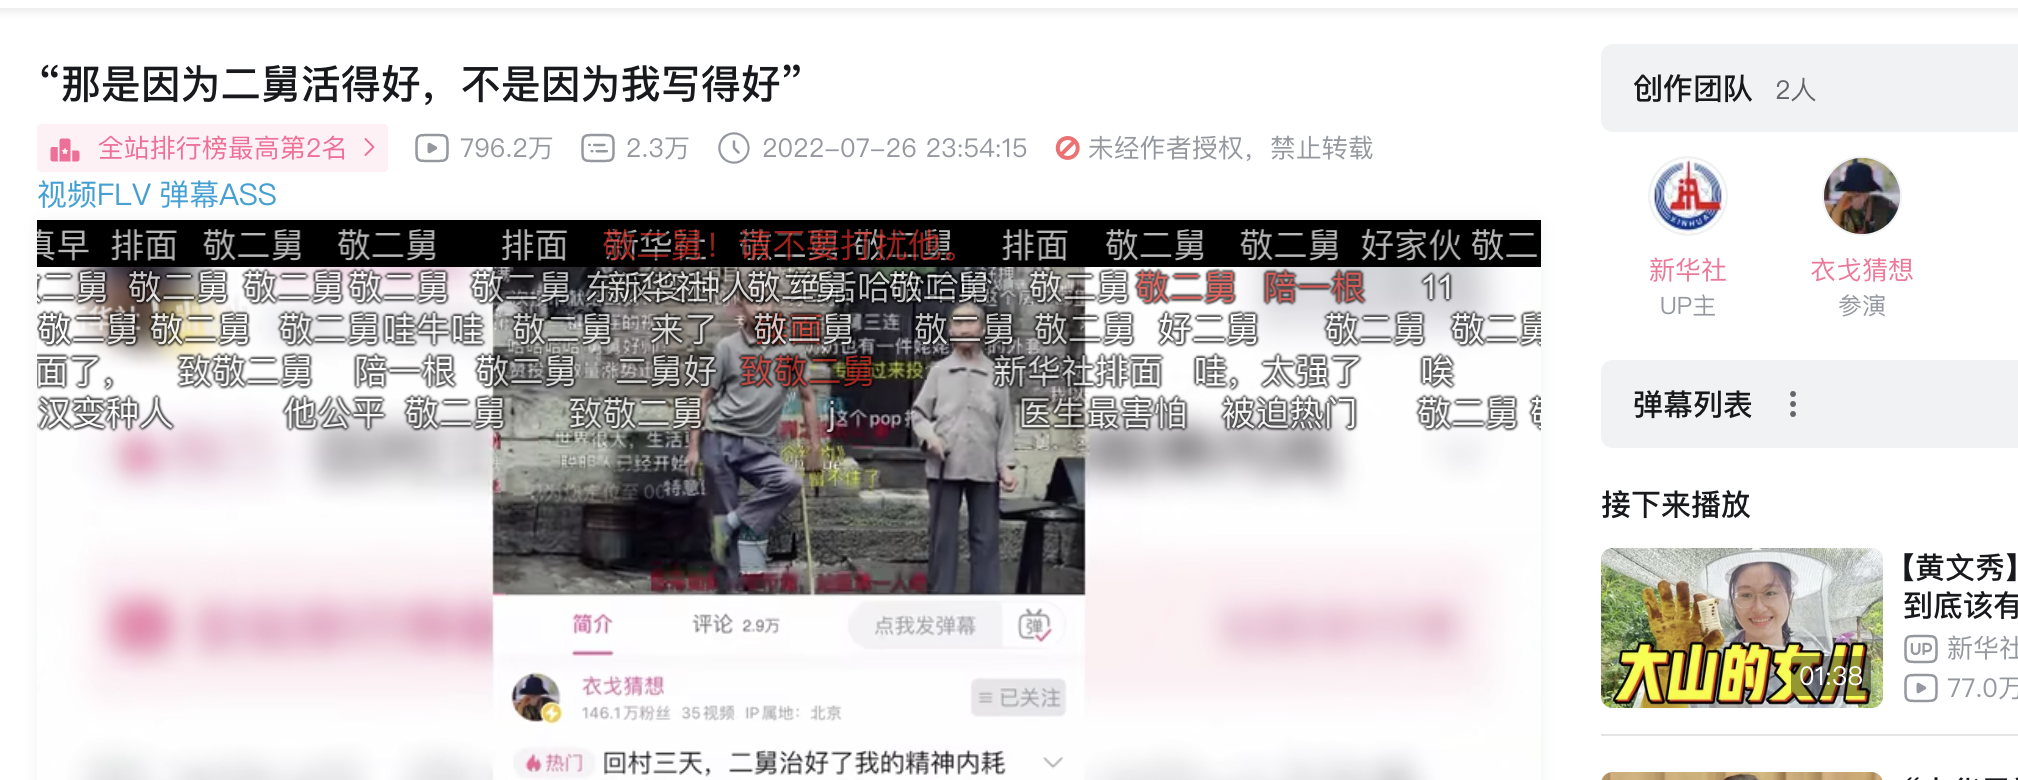 “那是因为二舅活得好，不是因为我写得好”
全站排行榜最高第2名 >
796.2万
2.3万
2022-07-26 23:54:15
未经作者授权，禁止转载
视频FLV 弹幕ASS
真早 排面 敬二舅 敬二舅 排面 敬二舅！请不要打扰他。 排面 敬二舅 敬二舅 好家伙 敬二
二舅 敬二舅 敬二舅 敬二舅 敬二舅 敬二舅 敬二舅 陪一根 11
敬二舅 敬二舅 敬二舅 哇牛哇 敬二舅 来了 敬二舅 敬二舅 好二舅 敬二舅 敬二舅
面了， 致敬二舅 陪一根 敬二舅 二舅好 致敬二舅 新华社排面 哇，太强了 唉
汉变种人 他公平 敬二舅 致敬二舅 j 这个pop 医生最害怕 被迫热门 敬二舅
简介
评论 2.9万
点我发弹幕
弹
衣戈猜想
146.1万粉丝 35视频 IP属地：北京
已关注
热门
回村三天，二舅治好了我的精神内耗
创作团队 2人
新华社
UP主
衣戈猜想
参演
弹幕列表
接下来播放
大山的女儿
01:38
【黄文秀】
到底该有
UP 新华社
77.0万